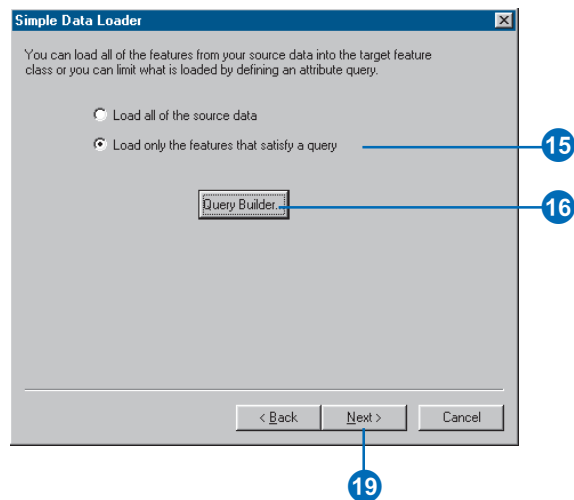 Simple Data Loader
You can load all of the features from your source data into the target feature
class or you can limit what is loaded by defining an attribute query.
Load all of the source data
Load only the features that satisfy a query
15
Query Builder...
16
< Back
Next >
Cancel
19